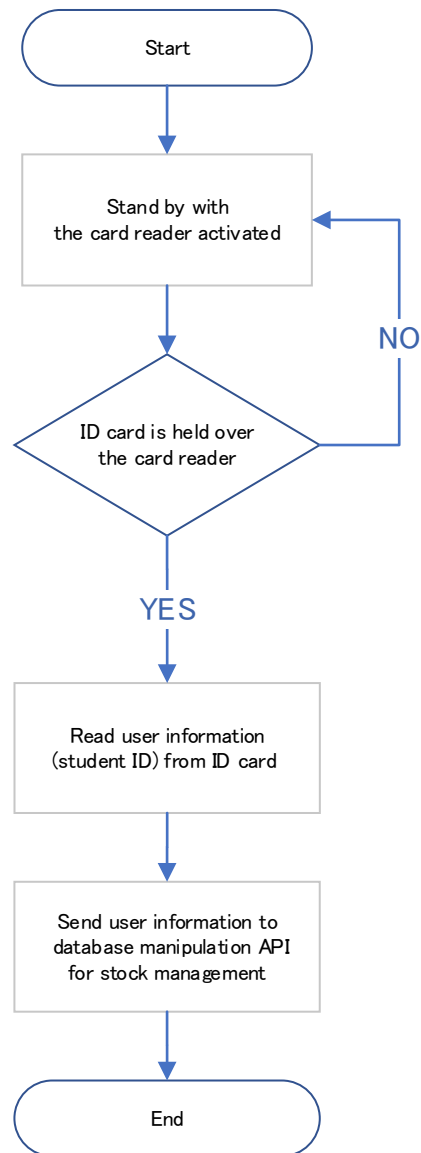 Start
Stand by with
the card reader activated
NO
ID card is held over
the card reader
YES
Read user information
(student ID) from ID card
Send user information to
database manipulation API
for stock management
End